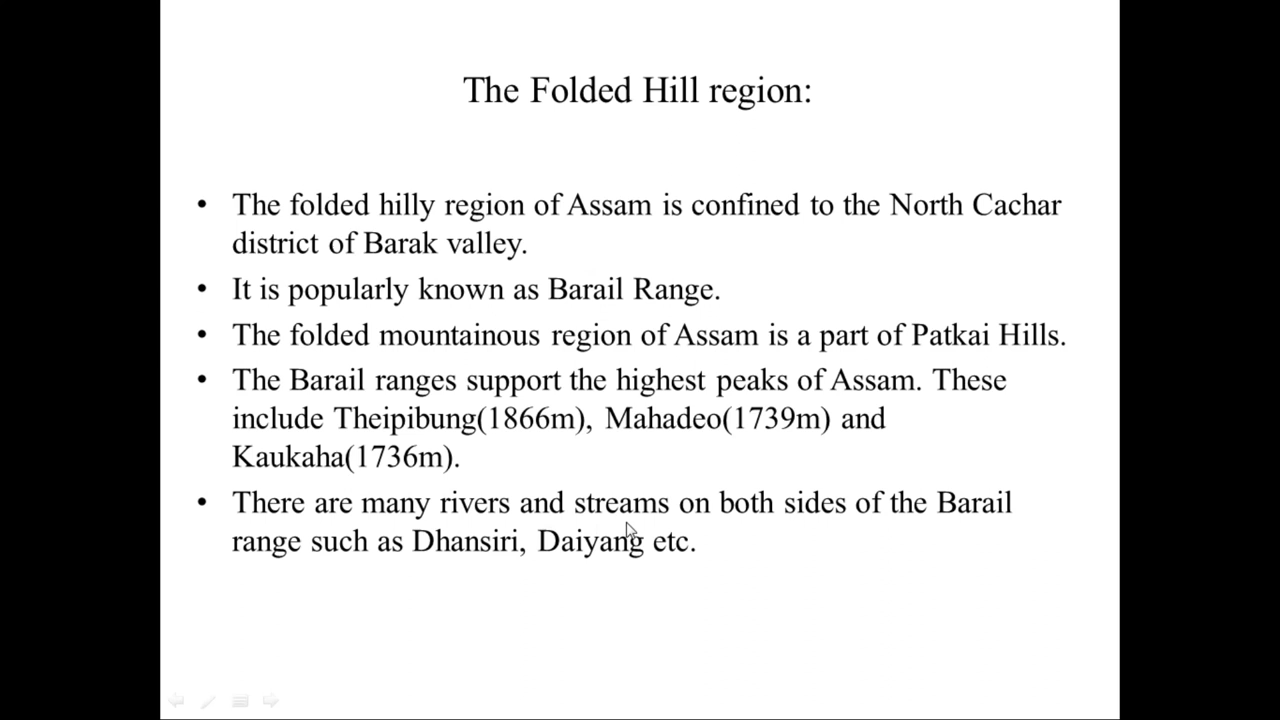 The Folded Hill region:
• The folded hilly region of Assam is confined to the North Cachar
district of Barak valley.
• It is popularly known as Barail Range.
• The folded mountainous region of Assam is a part of Patkai Hills.
• The Barail ranges support the highest peaks of Assam. These
include Theipibung(1866m), Mahadeo(1739m) and
Kaukaha(1736m).
• There are many rivers and streams on both sides of the Barail
range such as Dhansiri, Daiyang etc.